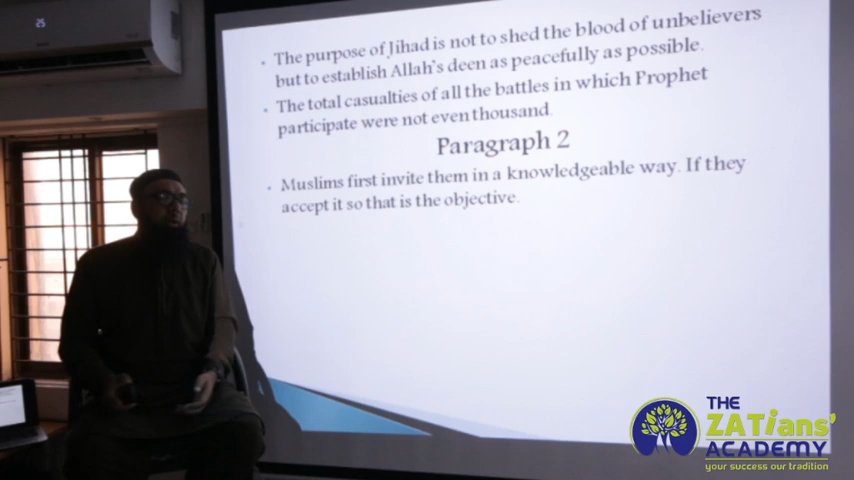 The purpose of Jihad is not to shed the blood of unbelievers
but to establish Allah's deen as peacefully as possible.
The total casualties of all the battles in which Prophet
participate were not even thousand.
Paragraph 2
Muslims first invite them in a knowledgeable way. If they
accept it so that is the objective.
THE
ZATians'
ACADEMY
your success our tradition